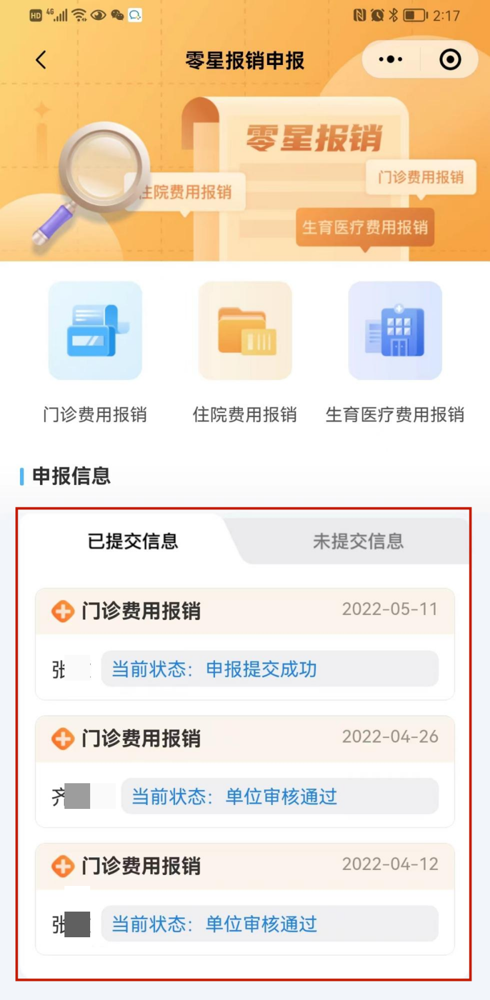 HD 4G 2:17
零星报销申报
零星报销
门诊费用报销
住院费用报销
生育医疗费用报销
门诊费用报销 住院费用报销 生育医疗费用报销
申报信息
已提交信息 未提交信息
门诊费用报销 2022-05-11
张 当前状态：申报提交成功
门诊费用报销 2022-04-26
齐 当前状态：单位审核通过
门诊费用报销 2022-04-12
张 当前状态：单位审核通过